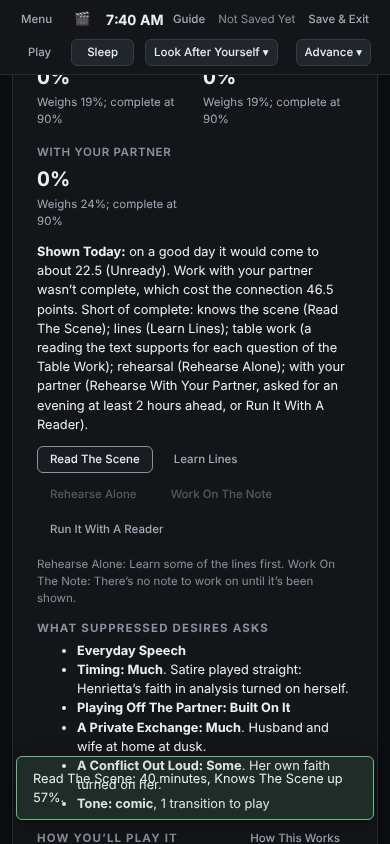 Menu 🎬 7:40 AM Guide Not Saved Yet Save & Exit
Play Sleep Look After Yourself ▾ Advance ▾
0% 0%
Weighs 19%; complete at 90% Weighs 19%; complete at 90%
WITH YOUR PARTNER
0%
Weighs 24%; complete at
90%
Shown Today: on a good day it would come to
about 22.5 (Unready). Work with your partner
wasn’t complete, which cost the connection 46.5
points. Short of complete: knows the scene (Read
The Scene); lines (Learn Lines); table work (a
reading the text supports for each question of the
Table Work); rehearsal (Rehearse Alone); with your
partner (Rehearse With Your Partner, asked for an
evening at least 2 hours ahead, or Run It With A
Reader).
Read The Scene Learn Lines
Rehearse Alone Work On The Note
Run It With A Reader
Rehearse Alone: Learn some of the lines first. Work On
The Note: There’s no note to work on until it’s been
shown.
WHAT SUPPRESSED DESIRES ASKS
• Everyday Speech
• Timing: Much. Satire played straight:
Henrietta’s faith in analysis turned on herself.
• Playing Off The Partner: Built On It
• A Private Exchange: Much. Husband and
wife at home at dusk.
• A Conflict Out Loud: Some. Her own faith
turned on her.
Read The Scene: 40 minutes, Knows The Scene up
57%.
• Tone: comic, 1 transition to play
HOW YOU’LL PLAY IT How This Works